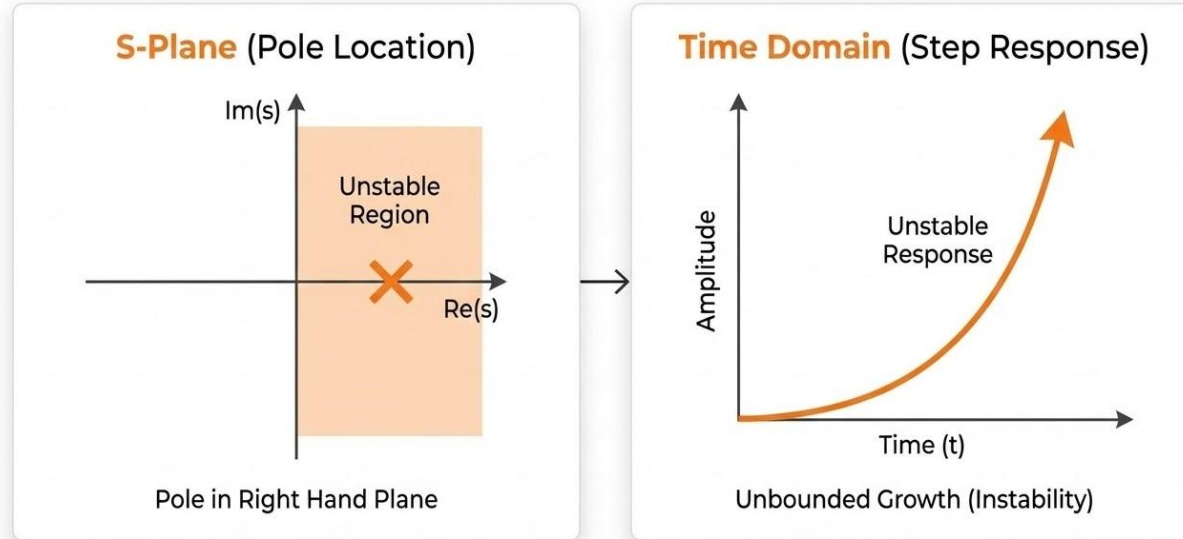 S-Plane (Pole Location)
Im(s)
Unstable
Region
Re(s)
Pole in Right Hand Plane
Time Domain (Step Response)
Amplitude
Unstable
Response
Time (t)
Unbounded Growth (Instability)